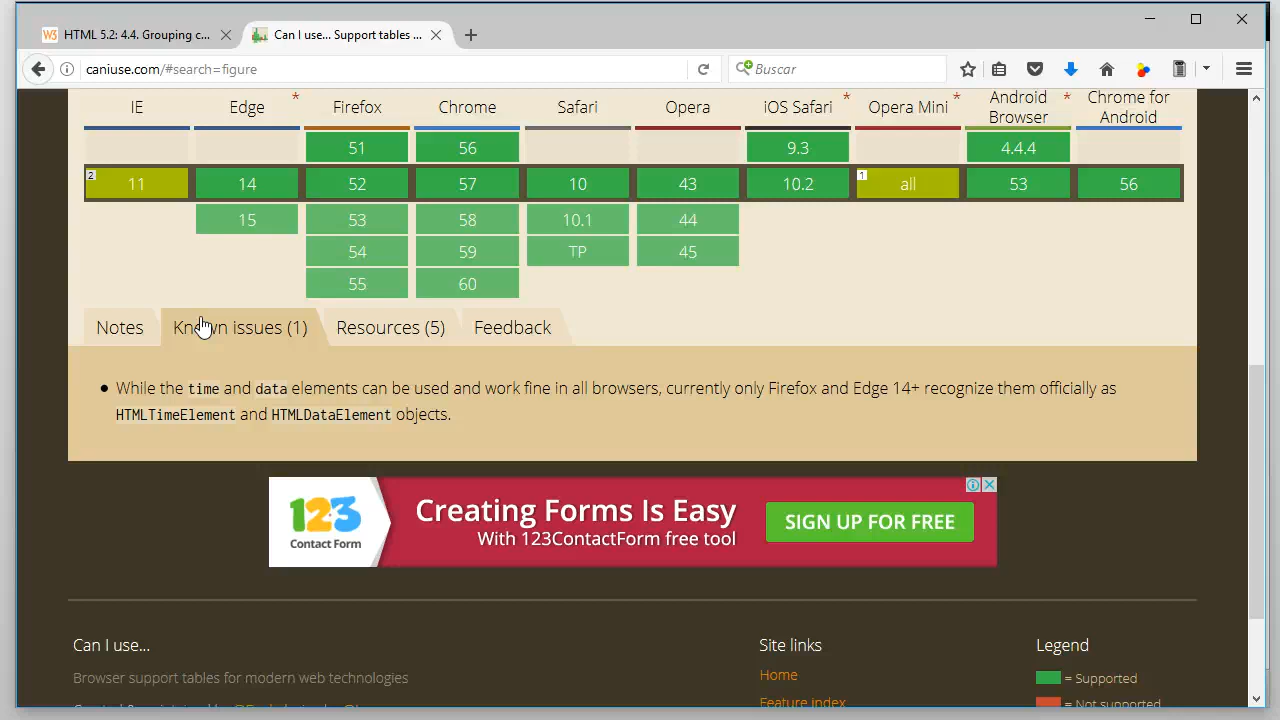 HTML 5.2: 4.4. Grouping c...
Can I use... Support tables ...
caniuse.com/#search=figure
Buscar
IE
Edge
*
Firefox
Chrome
Safari
Opera
iOS Safari
*
Opera Mini
*
Android Browser
*
Chrome for Android
51 56 9.3 4.4.4
2 11 14 52 57 10 43 10.2 1 all 53 56
15 53 58 10.1 44
54 59 TP 45
55 60
Notes
Known issues (1)
Resources (5)
Feedback
While the time and data elements can be used and work fine in all browsers, currently only Firefox and Edge 14+ recognize them officially as
HTMLTimeElement and HTMLDataElement objects.
123
Contact Form
Creating Forms Is Easy
With 123ContactForm free tool
SIGN UP FOR FREE
Can I use...
Browser support tables for modern web technologies
Site links
Home
Feature index
Legend
= Supported
= Not supported